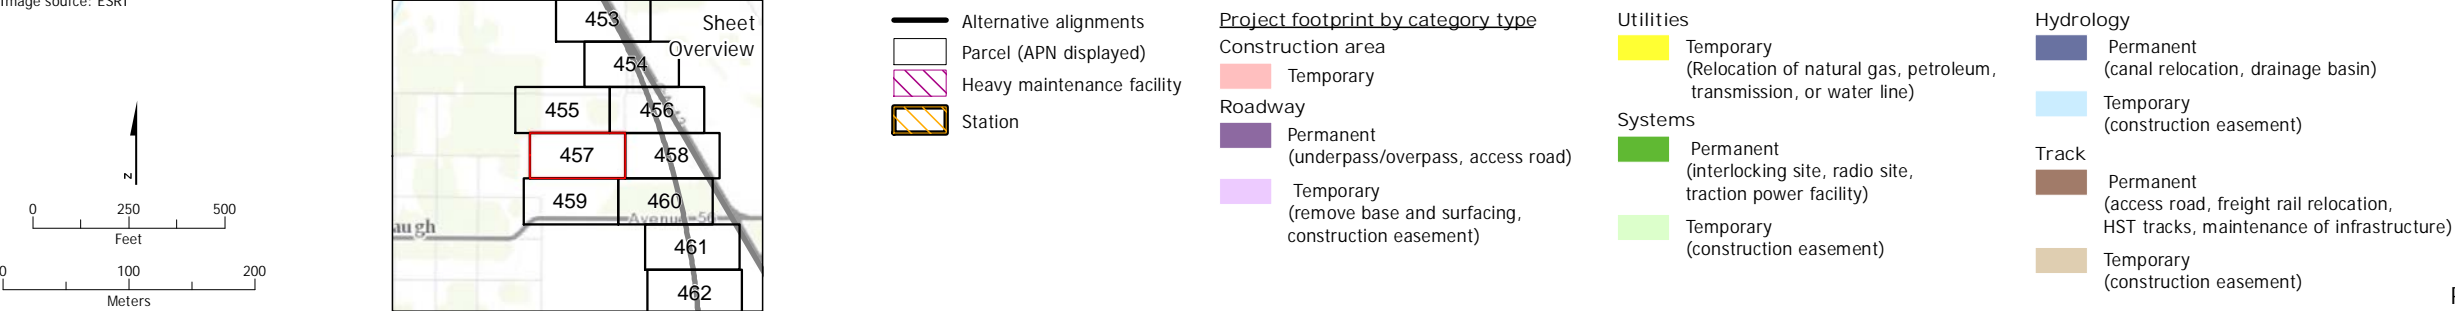 Image source: ESRI
N
0 250 500
Feet
0 100 200
Meters
Sheet
Overview
453
454
455
456
457
458
459
460
Avenue 56
augh
461
462
Alternative alignments
Parcel (APN displayed)
Heavy maintenance facility
Station
Project footprint by category type
Construction area
Temporary
Roadway
Permanent
(underpass/overpass, access road)
Temporary
(remove base and surfacing,
construction easement)
Utilities
Temporary
(Relocation of natural gas, petroleum,
transmission, or water line)
Systems
Permanent
(interlocking site, radio site,
traction power facility)
Temporary
(construction easement)
Hydrology
Permanent
(canal relocation, drainage basin)
Temporary
(construction easement)
Track
Permanent
(access road, freight rail relocation,
HST tracks, maintenance of infrastructure)
Temporary
(construction easement)